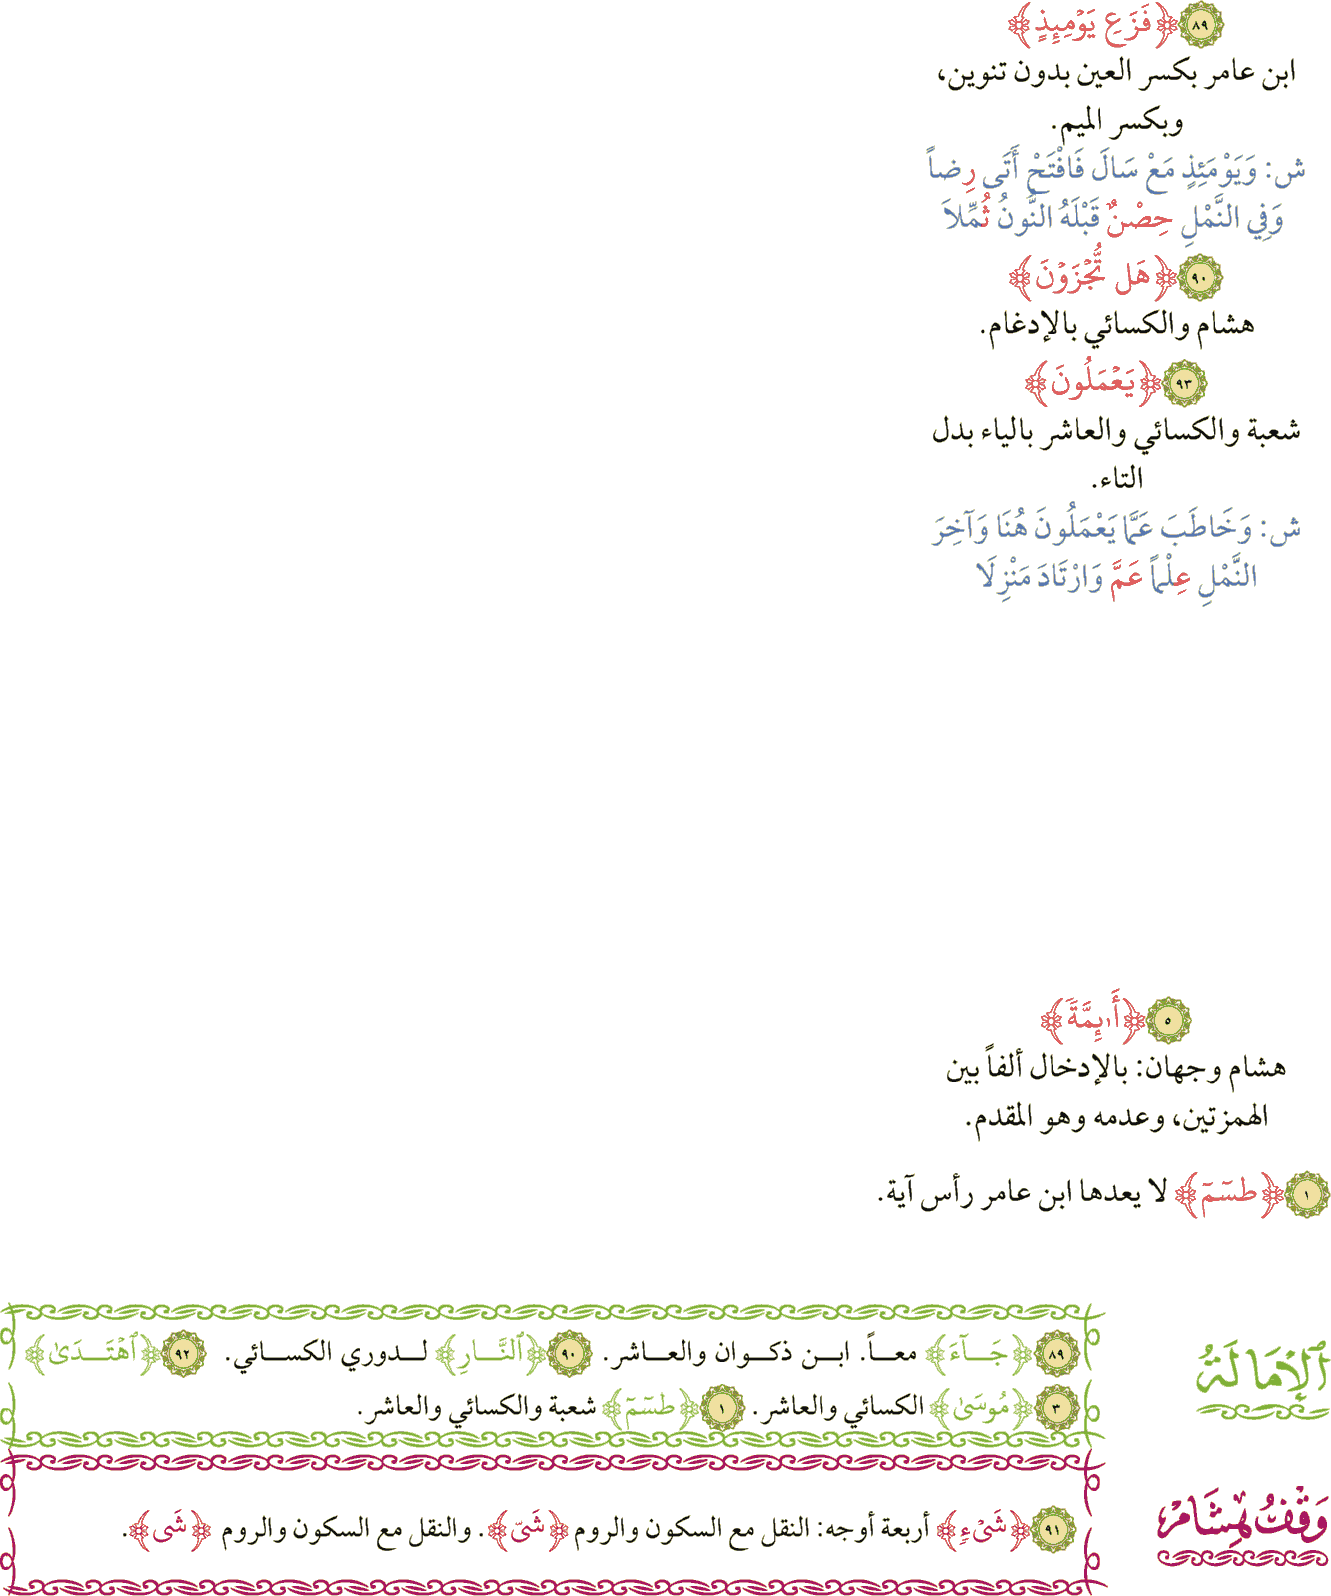 ٨٩ ﴿فَزَعِ يَوْمِئِذٍ﴾
ابن عامر بكسر العين بدون تنوين،
وبكسر الميم.
ش: وَيَوْمَئِذٍ مَعْ سَالَ فَافْتَحْ أَتَى رِضاً
وَفِي النَّمْلِ حِصْنٌ قَبْلَهُ النُّونُ ثُمِّلاَ
٩٠ ﴿هَل تُّجْزَوْنَ﴾
هشام والكسائي بالإدغام.
٩٣ ﴿يَعْمَلُونَ﴾
شعبة والكسائي والعاشر بالياء بدل
التاء.
ش: وَخَاطَبَ عَمَّا يَعْمَلُونَ هُنَا وَآخِرَ
النَّمْلِ عِلْماً عَمَّ وَارْتَادَ مَنْزِلَا
٥ ﴿أَا۬ئِمَّةً﴾
هشام وجهان: بالإدخال ألفاً بين
الهمزتين، وعدمه وهو المقدم.
١ ﴿طسٓمٓ﴾ لا يعدها ابن عامر رأس آية.
ٱلْإِمَالَةُ
٨٩ ﴿جَآءَ﴾ معاً. ابن ذكوان والعاشر. ٩٠ ﴿ٱلنَّارِ﴾ لدوري الكسائي. ٩٢ ﴿ٱهْتَدَىٰ﴾
٣ ﴿مُوسَىٰ﴾ الكسائي والعاشر. ١ ﴿طسٓمٓ﴾ شعبة والكسائي والعاشر.
وَقْفُ هِشَامْ
٩١ ﴿شَىْءٍ﴾ أربعة أوجه: النقل مع السكون والروم ﴿شَىّ﴾. والنقل مع السكون والروم ﴿شَى﴾.